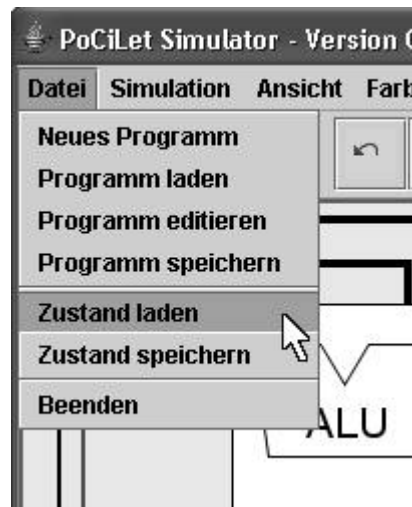 PoCiLet Simulator - Version
Datei Simulation Ansicht Farb
Neues Programm
Programm laden
Programm editieren
Programm speichern
Zustand laden
Zustand speichern
Beenden
ALU